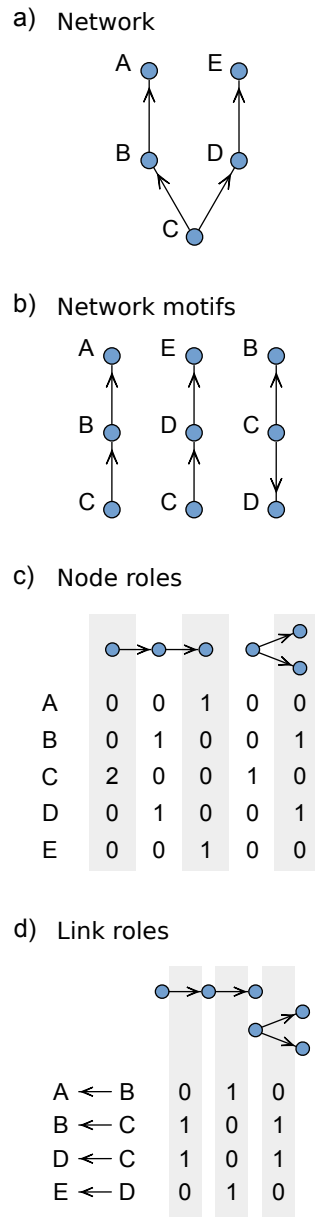 a) Network
A E
B D
C
b) Network motifs
A E B
B D C
C C D
c) Node roles
A 0 0 1 0 0
B 0 1 0 0 1
C 2 0 0 1 0
D 0 1 0 0 1
E 0 0 1 0 0
d) Link roles
A ← B 0 1 0
B ← C 1 0 1
D ← C 1 0 1
E ← D 0 1 0